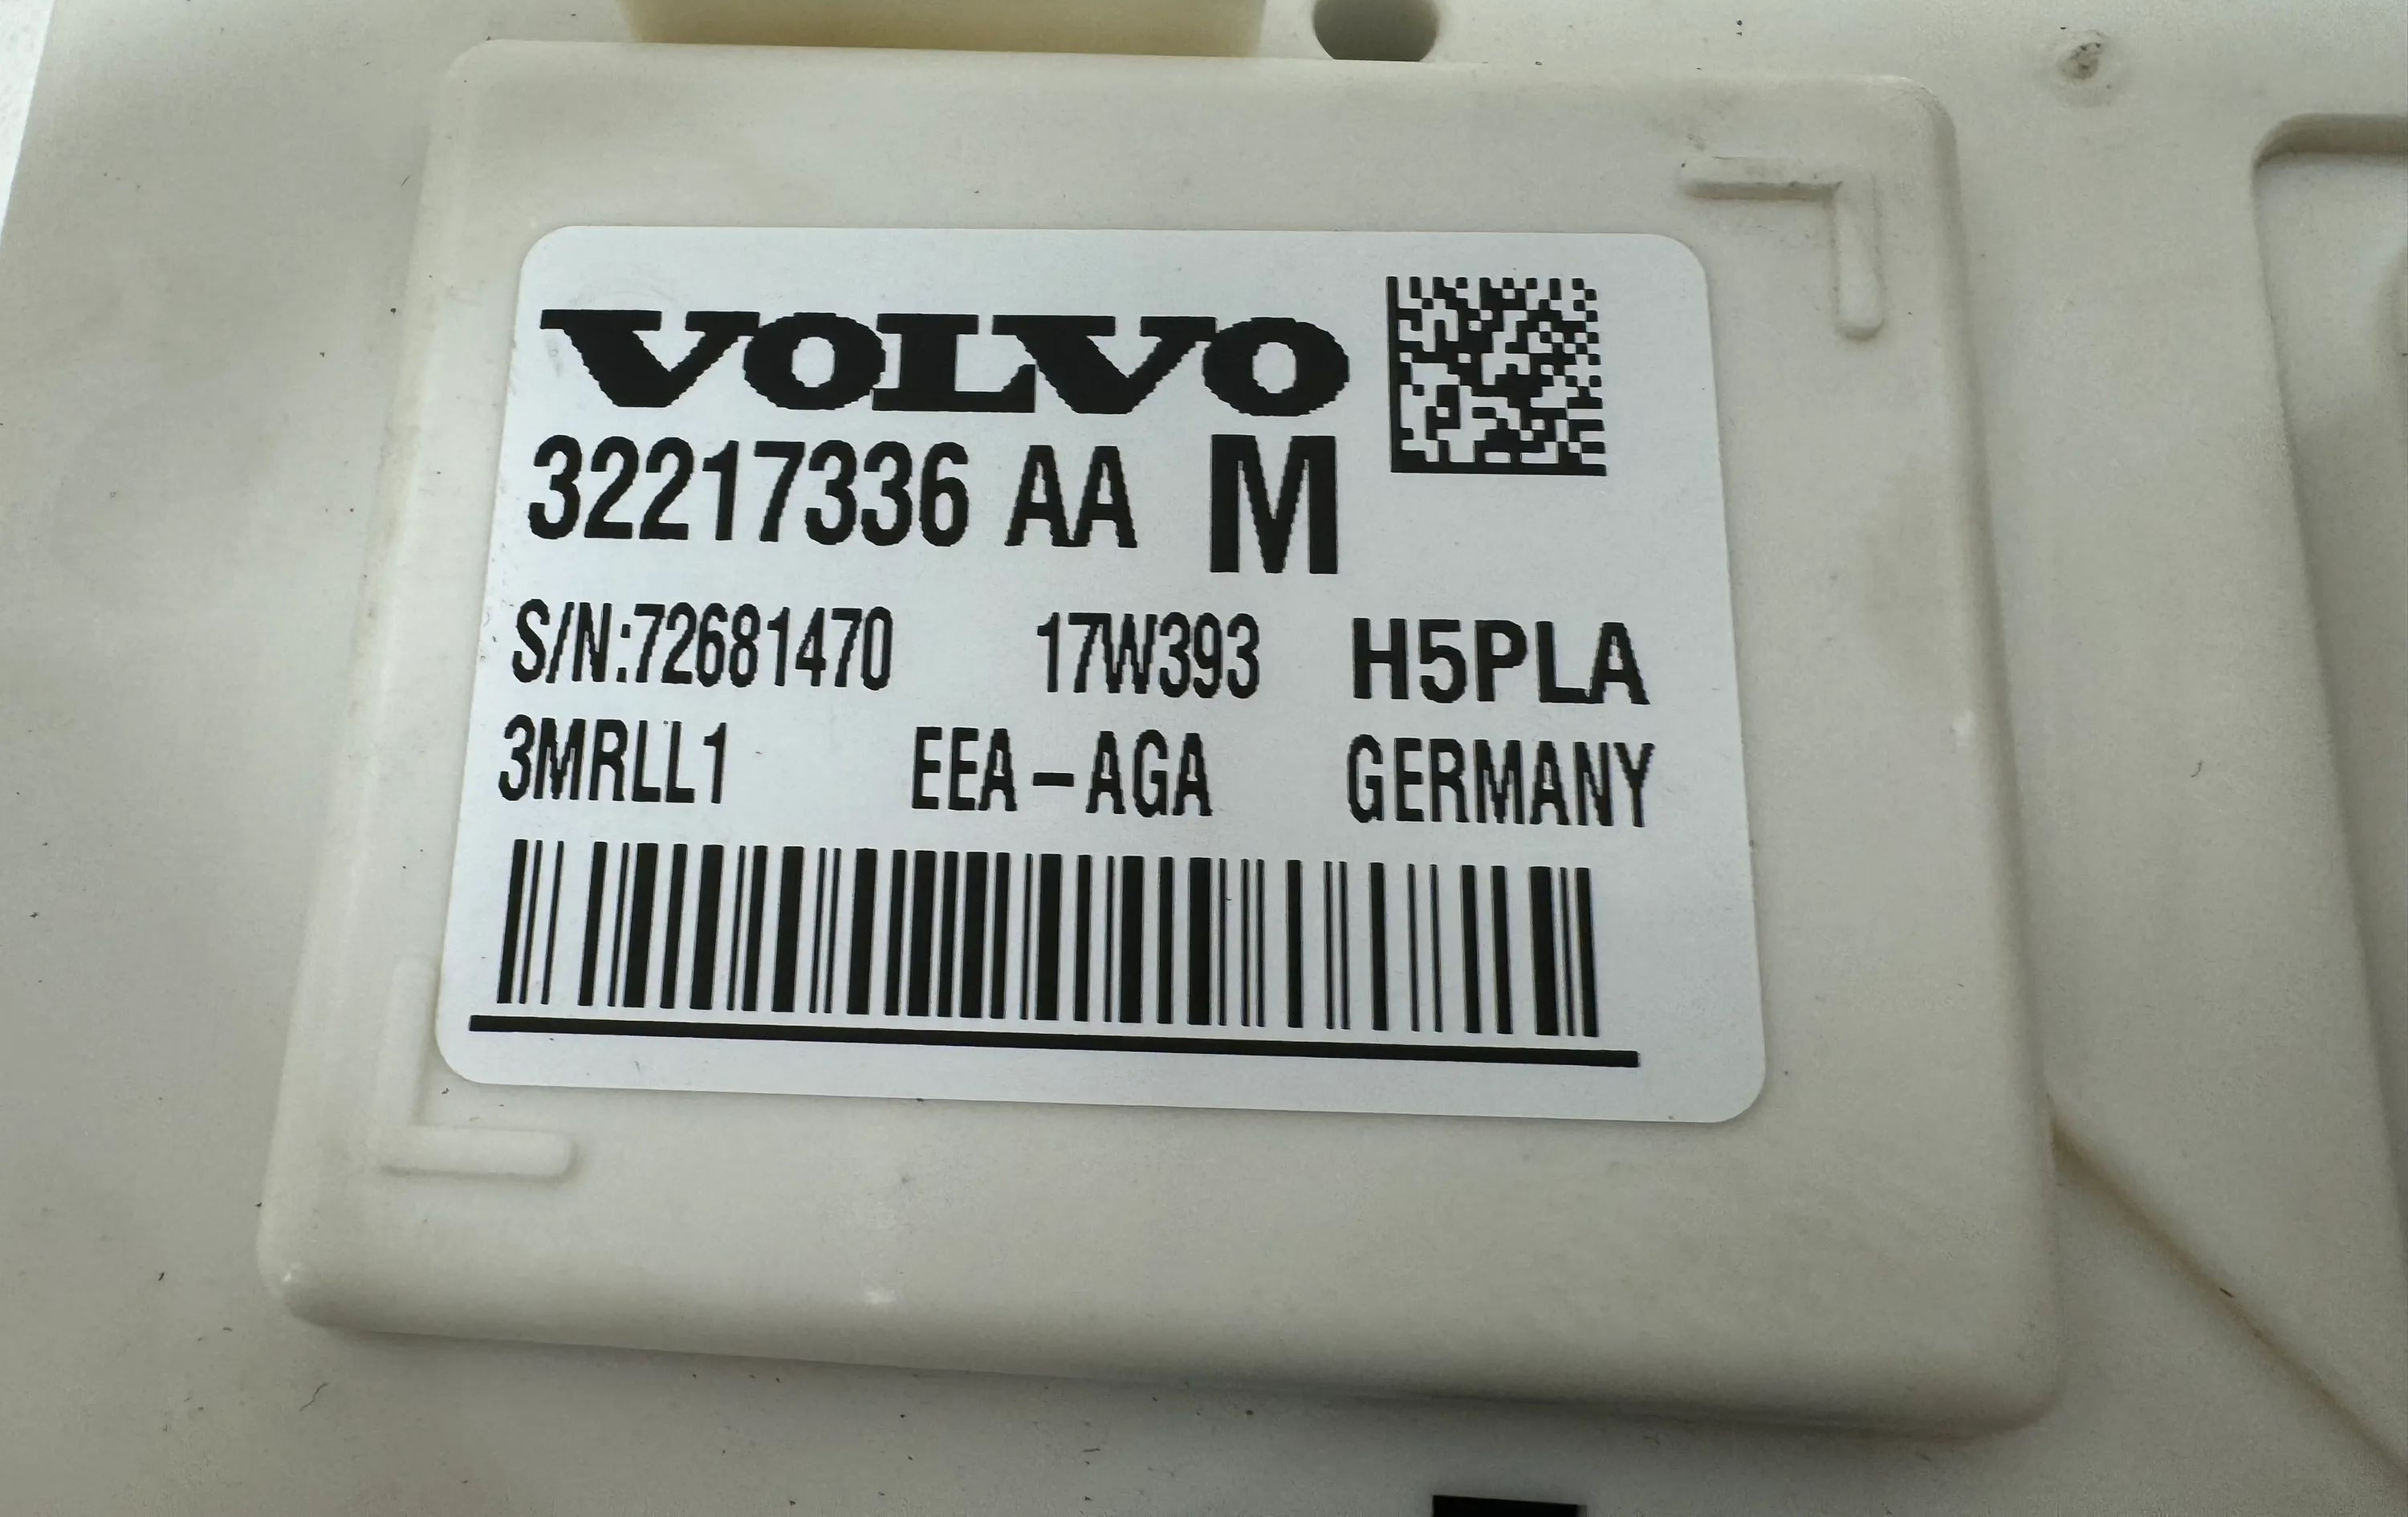 VOLVO
32217336 AA M
S/N:72681470 17W393 H5PLA
3MRLL1 EEA-AGA GERMANY